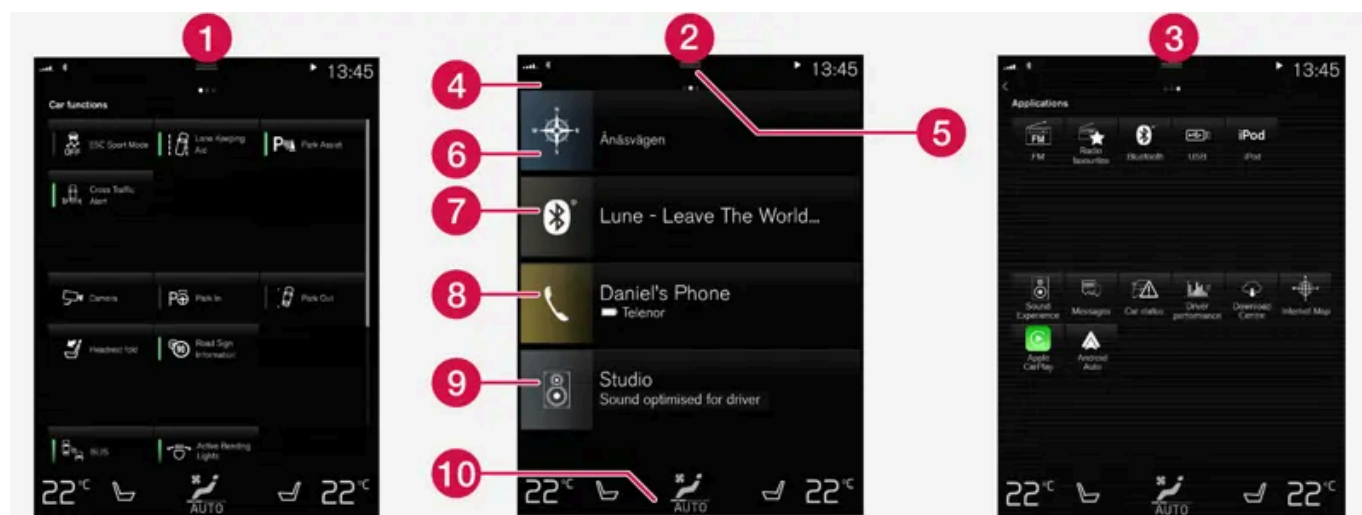 1
13:45
Car functions
OFF
ESC Sport Mode
Lane Keeping
Aid
P
Park Assist
Cross Traffic
Alert
Camera
P
Park In
Park Out
Headrest fold
90
Road Sign
Information
BLIS
Active Bending
Lights
22°C
AUTO
22°C
2
13:45
4
5
6
Änäsvägen
7
Lune - Leave The World...
8
Daniel's Phone
Telenor
9
Studio
Sound optimised for driver
10
22°C
AUTO
22°C
3
13:45
Applications
FM
FM
Radio
favourites
Bluetooth
USB
iPod
iPod
Sound
Experience
Messages
Car status
Driver
performance
Download
Centre
Internet Map
Apple
CarPlay
Android
Auto
22°C
AUTO
22°C